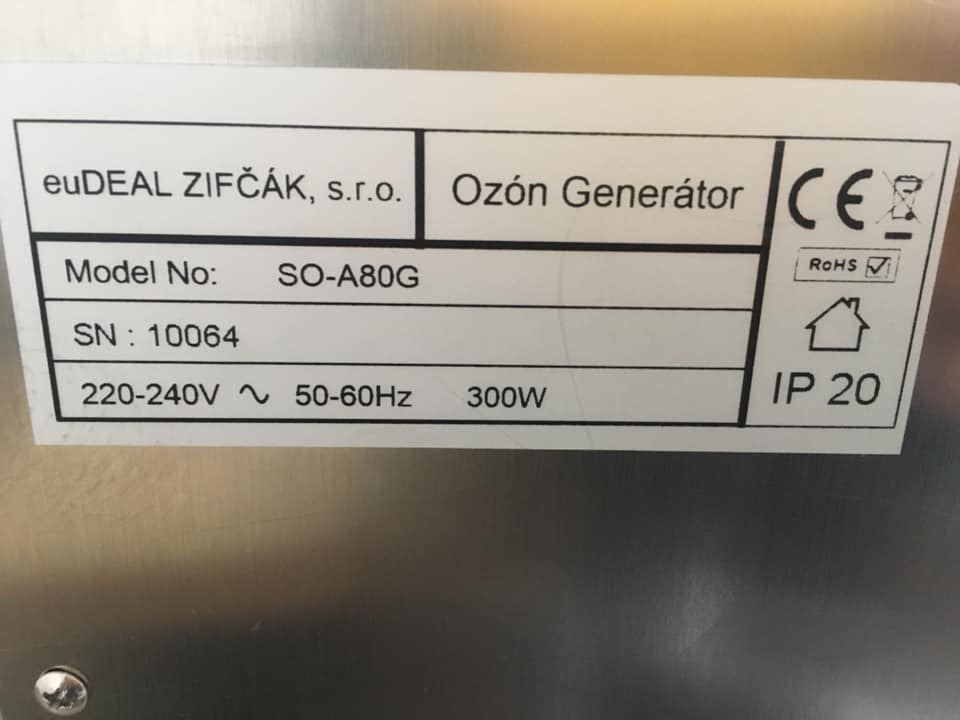 euDEAL ZIFČÁK, s.r.o.
Ozón Generátor
CE
RoHS
Model No: SO-A80G
SN : 10064
220-240V ∿ 50-60Hz 300W
IP 20